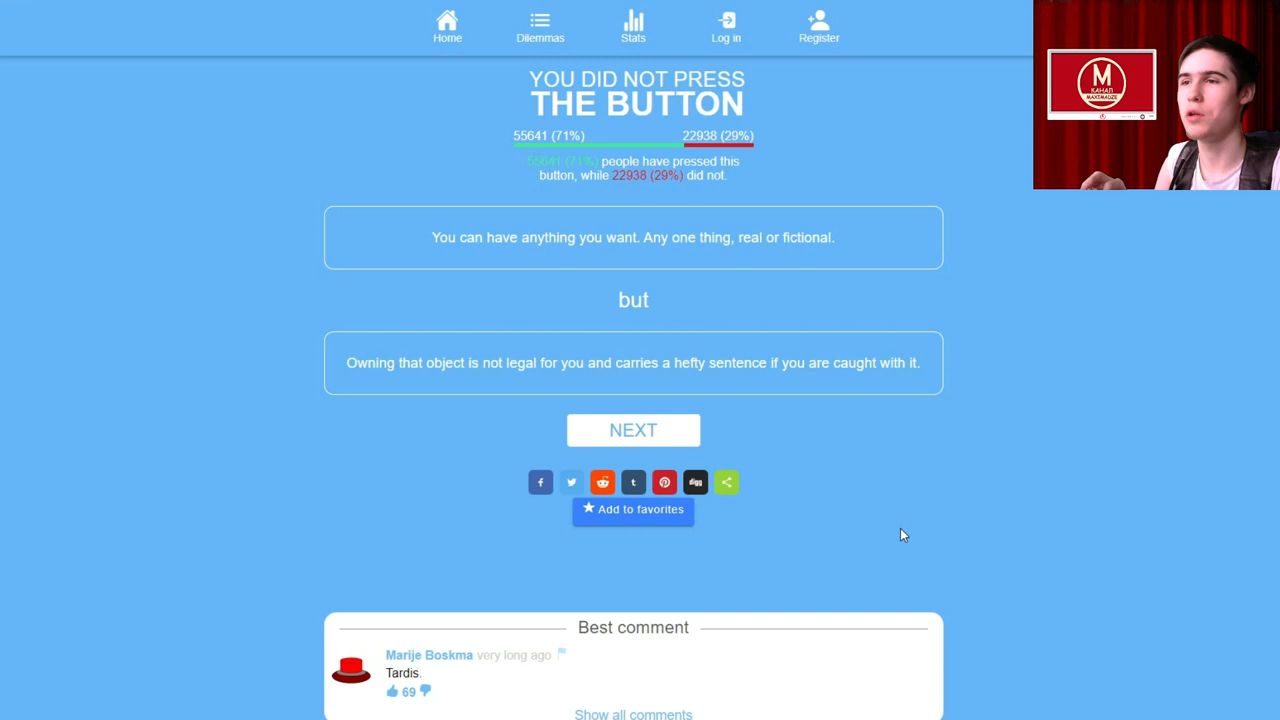 Home
Dilemmas
Stats
Log in
Register
YOU DID NOT PRESS
THE BUTTON
55641 (71%)
22938 (29%)
55641 (71%) people have pressed this
button, while 22938 (29%) did not.
You can have anything you want. Any one thing, real or fictional.
but
Owning that object is not legal for you and carries a hefty sentence if you are caught with it.
NEXT
digg
Add to favorites
Best comment
Marije Boskma very long ago
Tardis.
69
Show all comments
М
КАНАЛ
MAXIMADZE